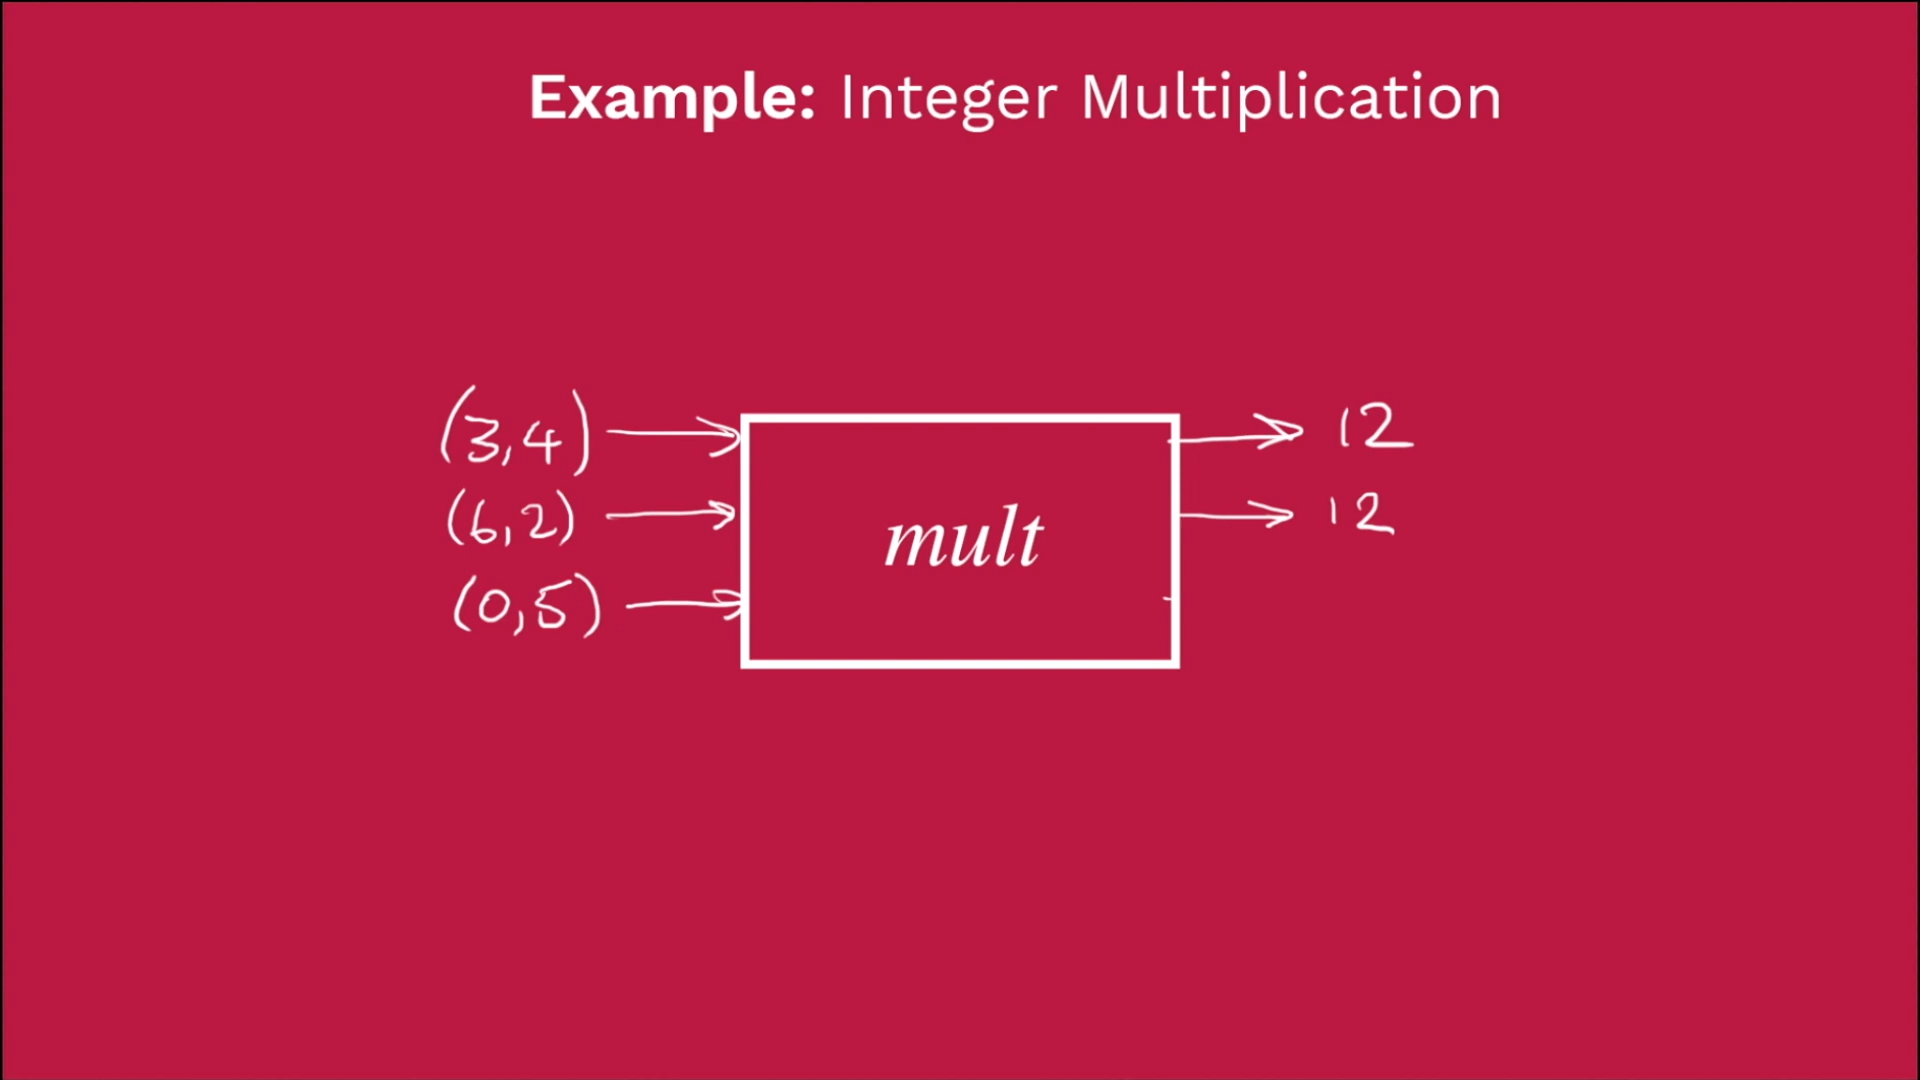 Example: Integer Multiplication
(3,4) → mult → 12
(6,2) → 12
(0,5) →